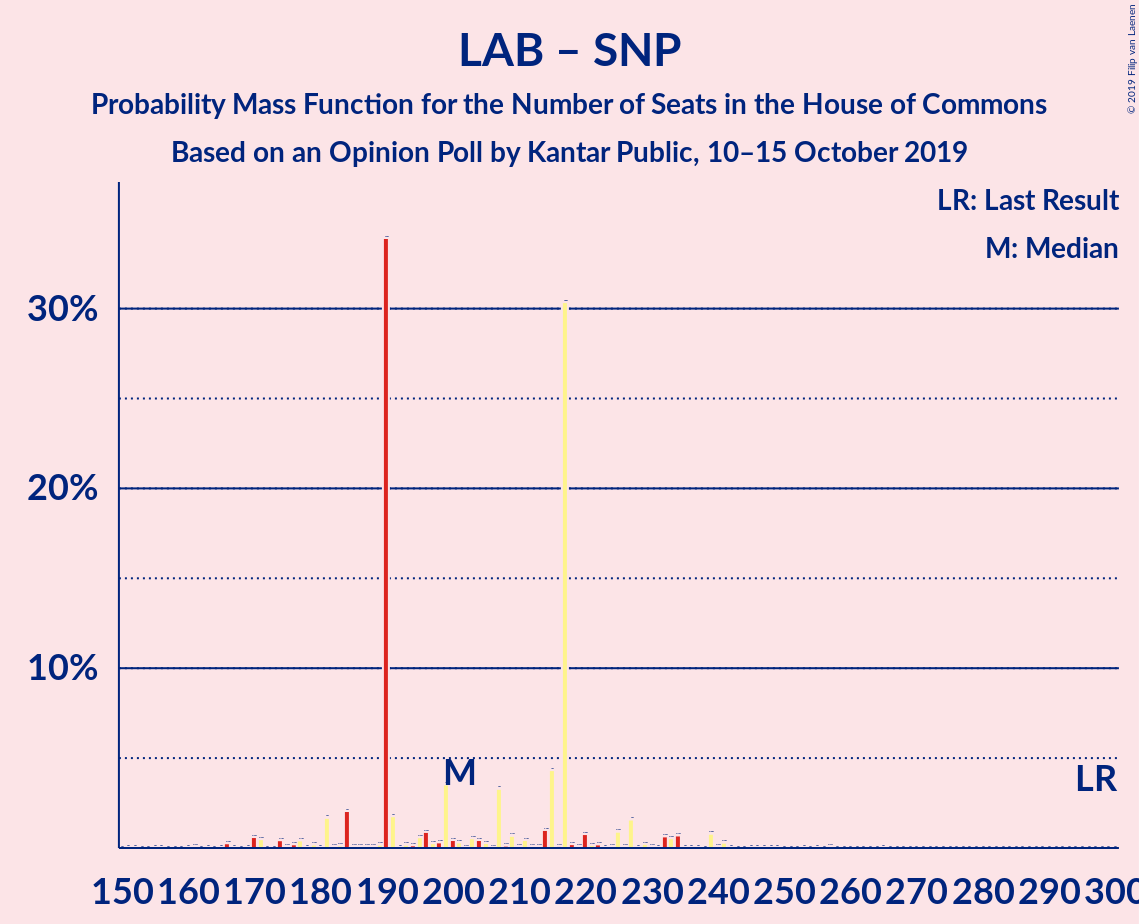 LAB – SNP
Probability Mass Function for the Number of Seats in the House of Commons
Based on an Opinion Poll by Kantar Public, 10–15 October 2019
© 2019 Filip van Laenen
LR: Last Result
M: Median
30%
20%
10%
M
LR
150 160 170 180 190 200 210 220 230 240 250 260 270 280 290 300